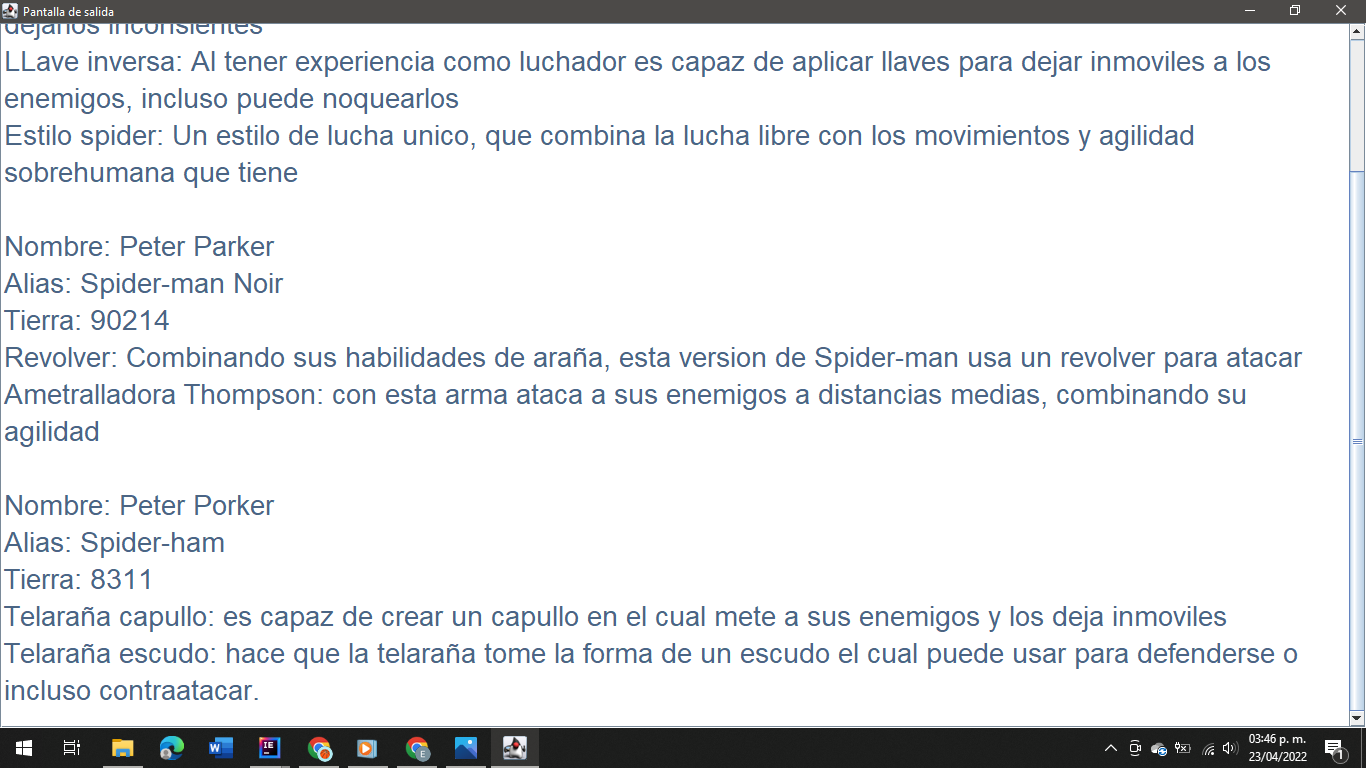 Pantalla de salida
dejarlos inconsientes
LLave inversa: Al tener experiencia como luchador es capaz de aplicar llaves para dejar inmoviles a los
enemigos, incluso puede noquearlos
Estilo spider: Un estilo de lucha unico, que combina la lucha libre con los movimientos y agilidad
sobrehumana que tiene
Nombre: Peter Parker
Alias: Spider-man Noir
Tierra: 90214
Revolver: Combinando sus habilidades de araña, esta version de Spider-man usa un revolver para atacar
Ametralladora Thompson: con esta arma ataca a sus enemigos a distancias medias, combinando su
agilidad
Nombre: Peter Porker
Alias: Spider-ham
Tierra: 8311
Telaraña capullo: es capaz de crear un capullo en el cual mete a sus enemigos y los deja inmoviles
Telaraña escudo: hace que la telaraña tome la forma de un escudo el cual puede usar para defenderse o
incluso contraatacar.
W
IE
E
03:46 p. m.
23/04/2022
1